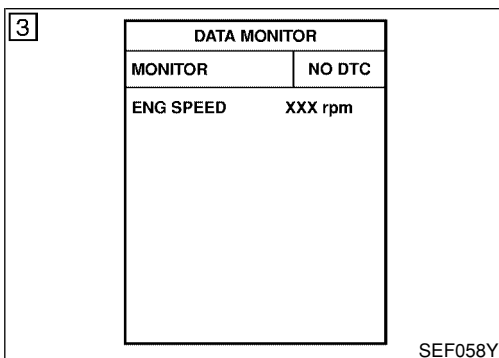 3
DATA MONITOR
MONITOR NO DTC
ENG SPEED XXX rpm
SEF058Y